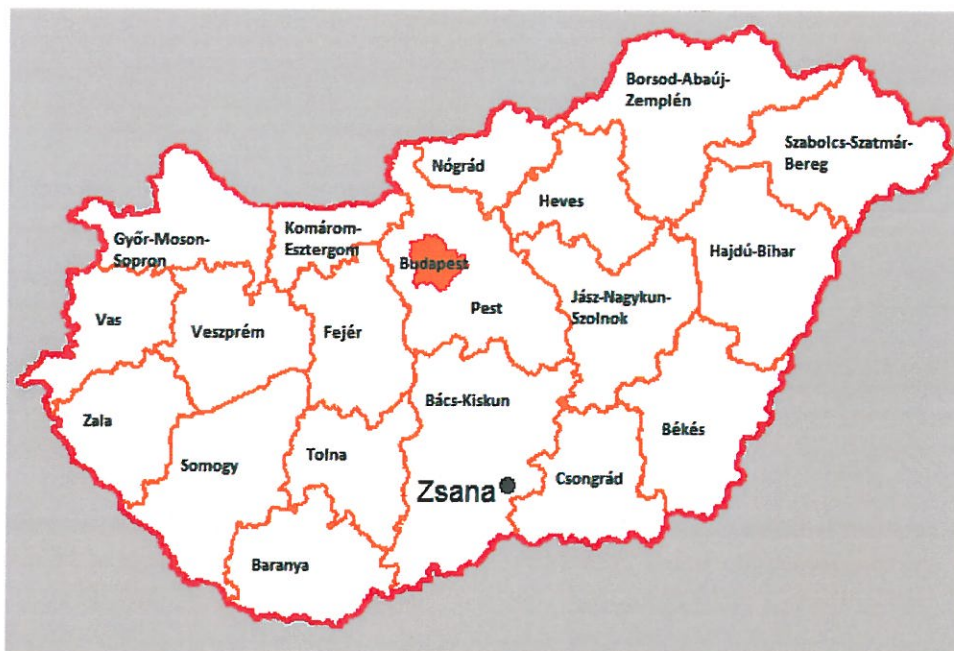 Borsod-Abaúj-
Zemplén
Szabolcs-Szatmár-
Bereg
Nógrád
Heves
Komárom-
Esztergom
Győr-Moson-
Sopron
Budapest
Hajdú-Bihar
Jász-Nagykun-
Szolnok
Pest
Vas
Veszprém
Fejér
Bács-Kiskun
Zala
Békés
Somogy
Tolna
Csongrád
Zsana
Baranya